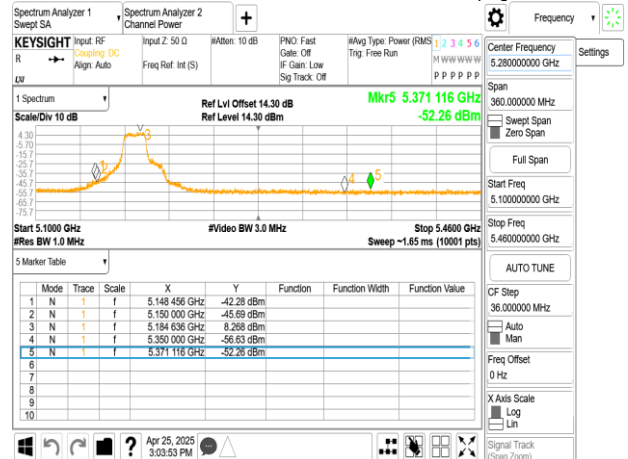 Spectrum Analyzer 1
Swept SA
Spectrum Analyzer 2
Channel Power
+
Frequency
Settings
KEYSIGHT
R
Input: RF
Coupling: DC
Align: Auto
Input Z: 50 Ω
Freq Ref: Int (S)
#Atten: 10 dB
PNO: Fast
Gate: Off
IF Gain: Low
Sig Track: Off
#Avg Type: Power (RMS
Trig: Free Run
1 2 3 4 5 6
M W W W W W
P P P P P P
1 Spectrum
Scale/Div 10 dB
Ref Lvl Offset 14.30 dB
Ref Level 14.30 dBm
Mkr5 5.371 116 GHz
-52.26 dBm
4.30
-5.70
-15.7
-25.7
-35.7
-45.7
-55.7
-65.7
-75.7
3
4
5
Start 5.1000 GHz
#Res BW 1.0 MHz
#Video BW 3.0 MHz
Stop 5.4600 GHz
Sweep ~1.65 ms (10001 pts)
5 Marker Table
Mode Trace Scale X Y Function Function Width Function Value
1 N 1 f 5.148 456 GHz -42.28 dBm
2 N 1 f 5.150 000 GHz -45.69 dBm
3 N 1 f 5.184 636 GHz 8.268 dBm
4 N 1 f 5.350 000 GHz -56.63 dBm
5 N 1 f 5.371 116 GHz -52.26 dBm
6
7
8
9
10
Center Frequency
5.280000000 GHz
Span
360.000000 MHz
Swept Span
Zero Span
Full Span
Start Freq
5.100000000 GHz
Stop Freq
5.460000000 GHz
AUTO TUNE
CF Step
36.000000 MHz
Auto
Man
Freq Offset
0 Hz
X Axis Scale
Log
Lin
Signal Track
(Span Zoom)
?
Apr 25, 2025
3:03:53 PM